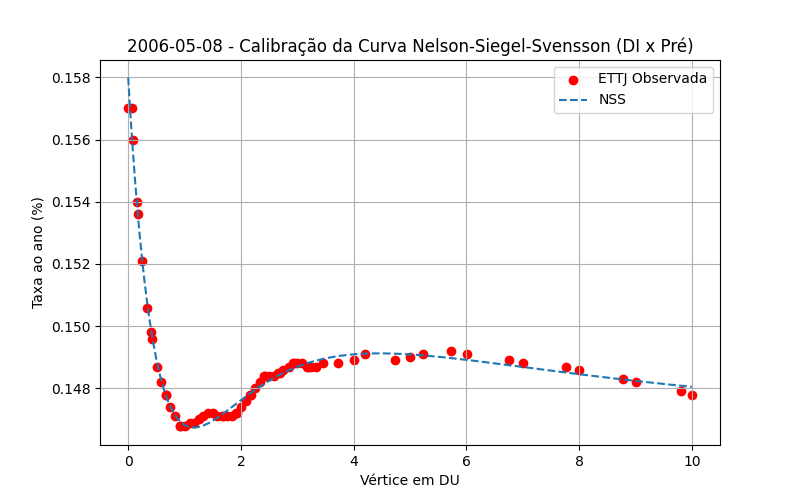 2006-05-08 - Calibração da Curva Nelson-Siegel-Svensson (DI x Pré)
ETTJ Observada
NSS
Taxa ao ano (%)
0.158
0.156
0.154
0.152
0.150
0.148
0 2 4 6 8 10
Vértice em DU